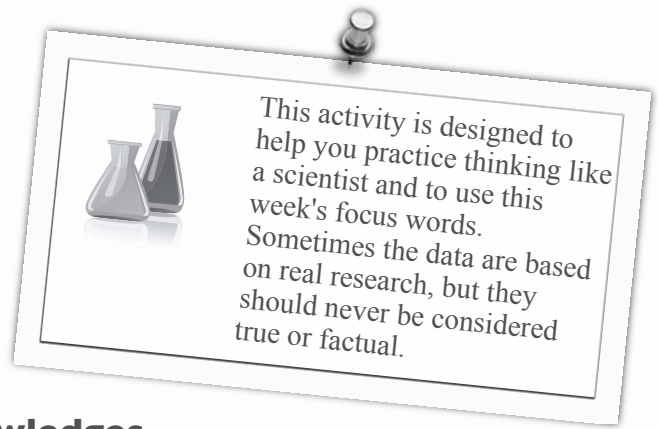 This activity is designed to
help you practice thinking like
a scientist and to use this
week's focus words.
Sometimes the data are based
on real research, but they
should never be considered
true or factual.